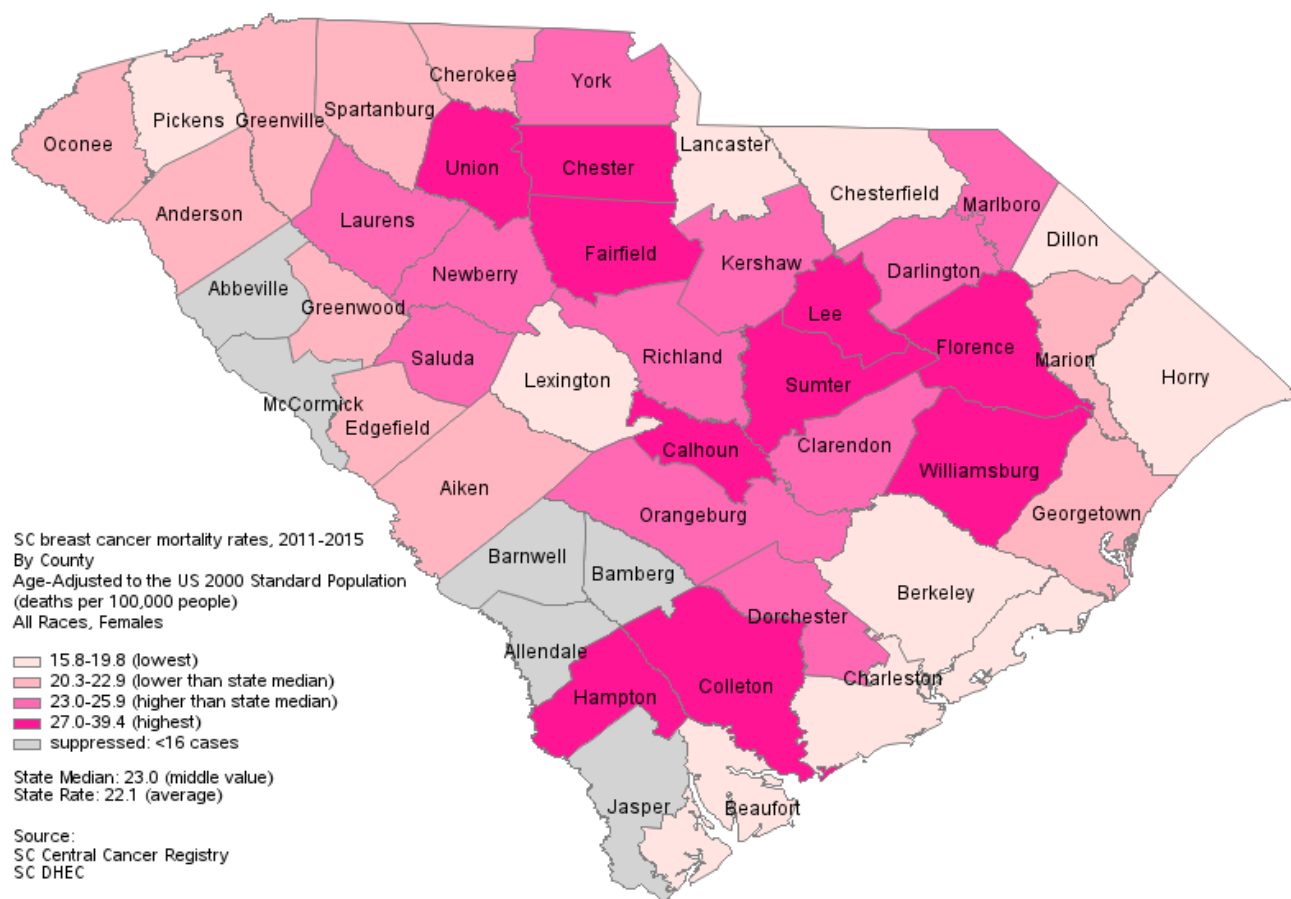 Cherokee
York
Spartanburg
Pickens
Greenville
Oconee
Lancaster
Union
Chester
Chesterfield
Marlboro
Anderson
Laurens
Dillon
Fairfield
Kershaw
Darlington
Newberry
Abbeville
Greenwood
Lee
Florence
Saluda
Richland
Marion
Horry
Lexington
Sumter
McCormick
Edgefield
Calhoun
Clarendon
Williamsburg
Aiken
Orangeburg
Georgetown
Barnwell
Bamberg
Berkeley
Dorchester
Allendale
Charleston
Hampton
Colleton
Jasper
Beaufort
SC breast cancer mortality rates, 2011-2015
By County
Age-Adjusted to the US 2000 Standard Population
(deaths per 100,000 people)
All Races, Females
15.8-19.8 (lowest)
20.3-22.9 (lower than state median)
23.0-25.9 (higher than state median)
27.0-39.4 (highest)
suppressed: <16 cases
State Median: 23.0 (middle value)
State Rate: 22.1 (average)
Source:
SC Central Cancer Registry
SC DHEC